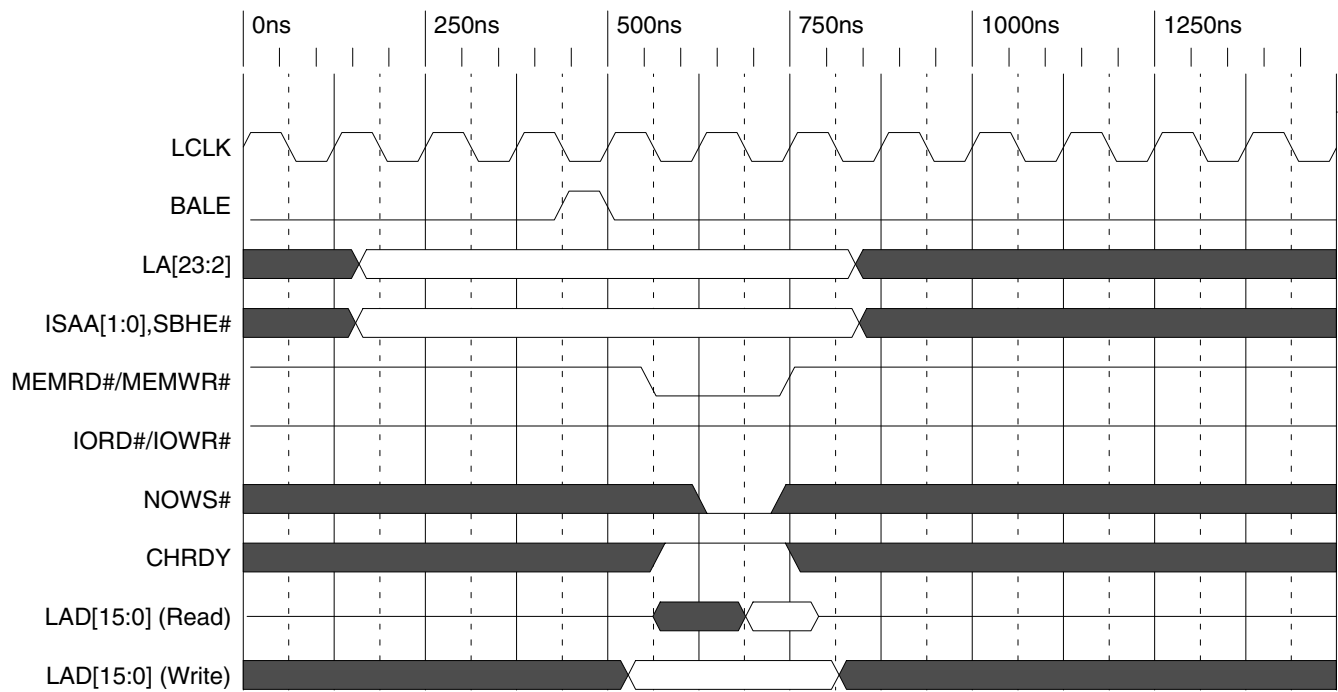 0ns 250ns 500ns 750ns 1000ns 1250ns
LCLK
BALE
LA[23:2]
ISAA[1:0],SBHE#
MEMRD#/MEMWR#
IORD#/IOWR#
NOWS#
CHRDY
LAD[15:0] (Read)
LAD[15:0] (Write)